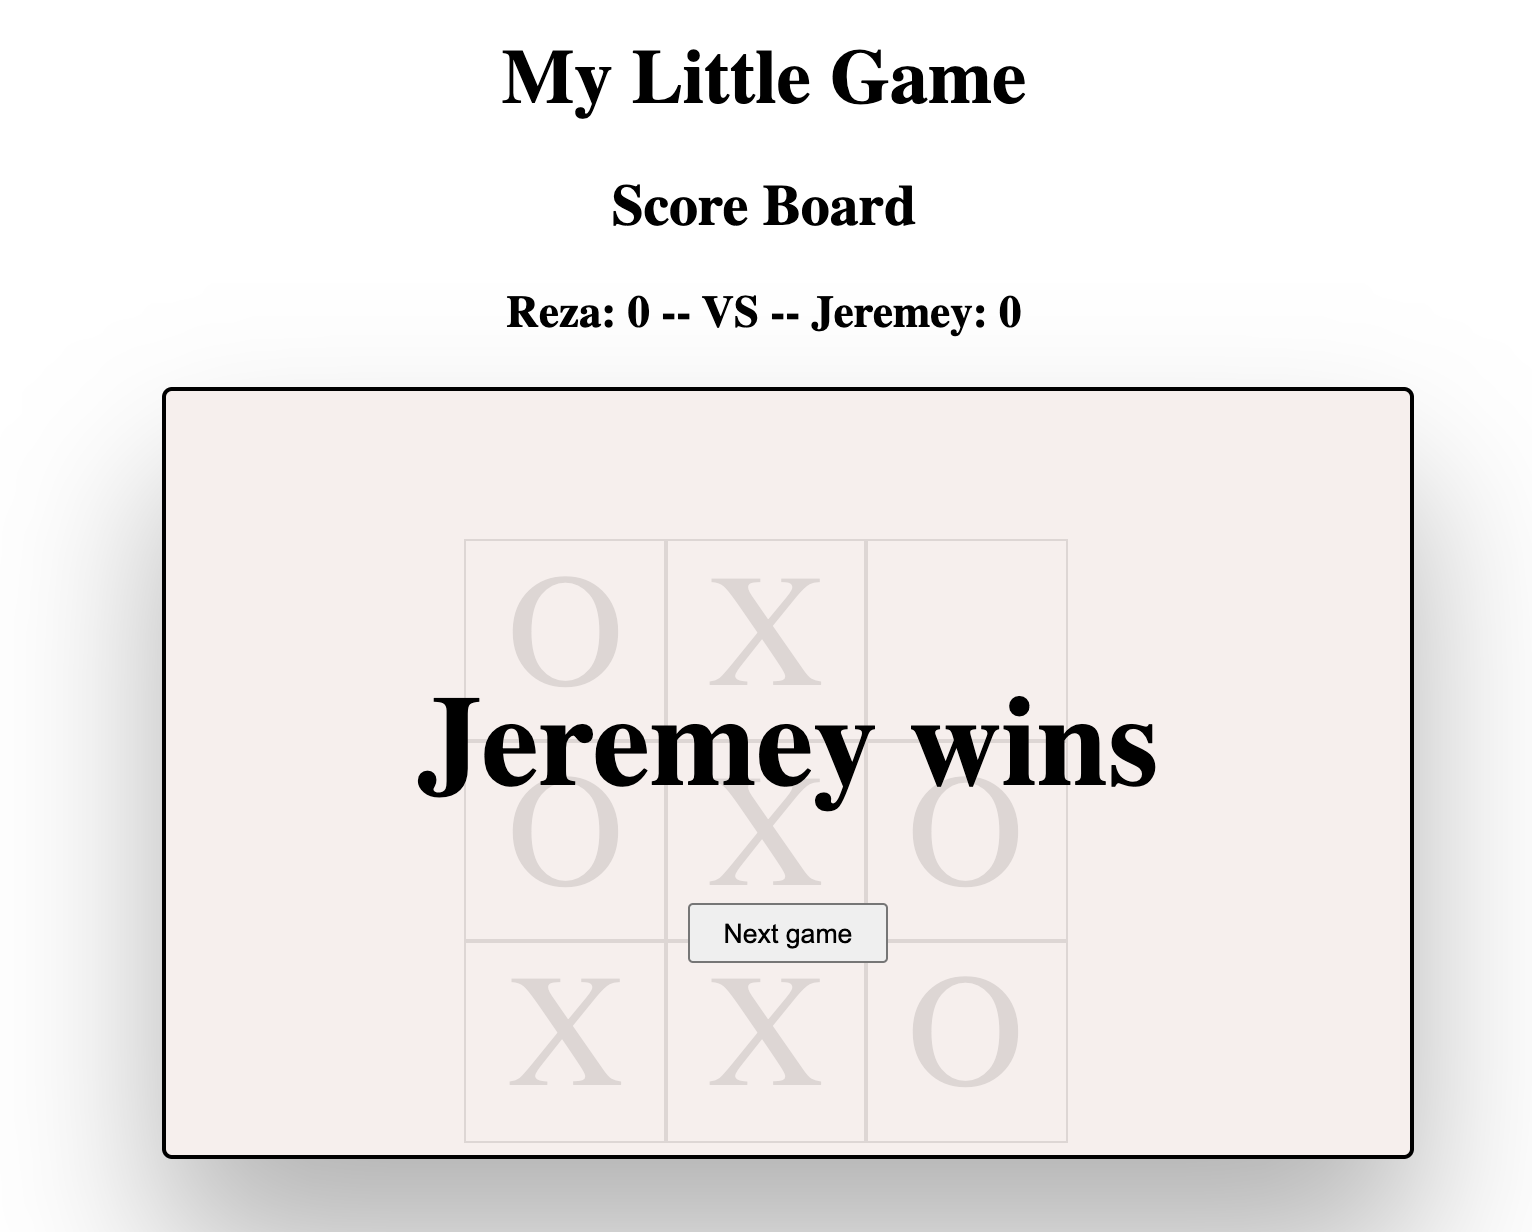 My Little Game
Score Board
Reza: 0 -- VS -- Jeremey: 0
O X
Jeremey wins
O X O
Next game
X X O